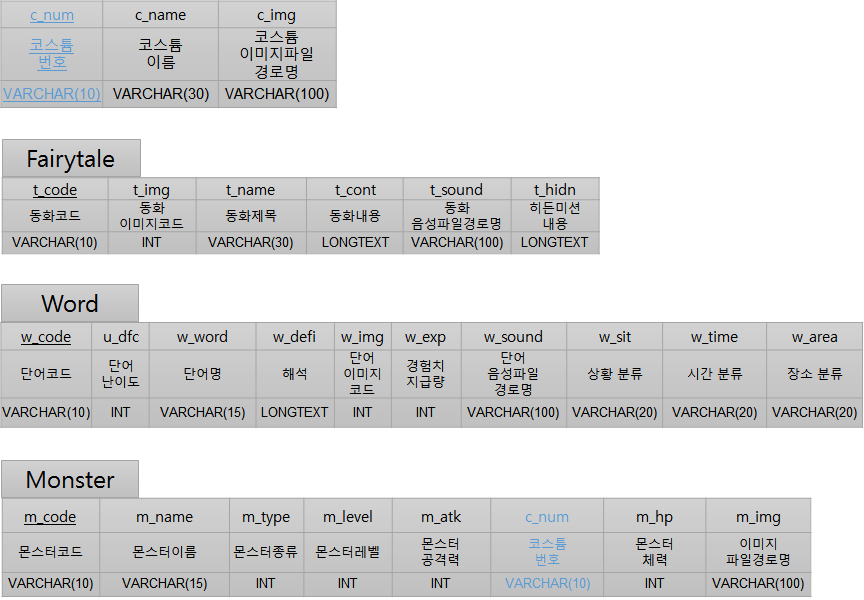 c_num c_name c_img
코스튬 번호 코스튬 이름 코스튬 이미지파일 경로명
VARCHAR(10) VARCHAR(30) VARCHAR(100)
Fairytale
t_code t_img t_name t_cont t_sound t_hidn
동화코드 동화 이미지코드 동화제목 동화내용 동화 음성파일경로명 히든미션 내용
VARCHAR(10) INT VARCHAR(30) LONGTEXT VARCHAR(100) LONGTEXT
Word
w_code u_dfc w_word w_defi w_img w_exp w_sound w_sit w_time w_area
단어코드 단어 난이도 단어명 해석 단어 이미지 코드 경험치 지급량 단어 음성파일 경로명 상황 분류 시간 분류 장소 분류
VARCHAR(10) INT VARCHAR(15) LONGTEXT INT INT VARCHAR(100) VARCHAR(20) VARCHAR(20) VARCHAR(20)
Monster
m_code m_name m_type m_level m_atk c_num m_hp m_img
몬스터코드 몬스터이름 몬스터종류 몬스터레벨 몬스터 공격력 코스튬 번호 몬스터 체력 이미지 파일경로명
VARCHAR(10) VARCHAR(15) INT INT INT VARCHAR(10) INT VARCHAR(100)